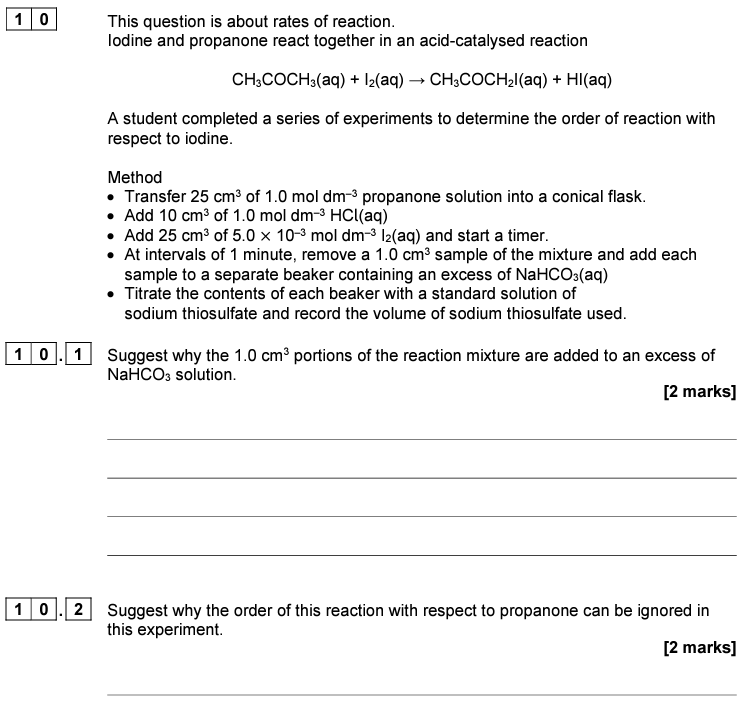 1 0 This question is about rates of reaction.
Iodine and propanone react together in an acid-catalysed reaction
CH₃COCH₃(aq) + I₂(aq) → CH₃COCH₂I(aq) + HI(aq)
A student completed a series of experiments to determine the order of reaction with
respect to iodine.
Method
• Transfer 25 cm³ of 1.0 mol dm⁻³ propanone solution into a conical flask.
• Add 10 cm³ of 1.0 mol dm⁻³ HCl(aq)
• Add 25 cm³ of 5.0 × 10⁻³ mol dm⁻³ I₂(aq) and start a timer.
• At intervals of 1 minute, remove a 1.0 cm³ sample of the mixture and add each
sample to a separate beaker containing an excess of NaHCO₃(aq)
• Titrate the contents of each beaker with a standard solution of
sodium thiosulfate and record the volume of sodium thiosulfate used.
1 0 . 1 Suggest why the 1.0 cm³ portions of the reaction mixture are added to an excess of
NaHCO₃ solution.
[2 marks]
1 0 . 2 Suggest why the order of this reaction with respect to propanone can be ignored in
this experiment.
[2 marks]